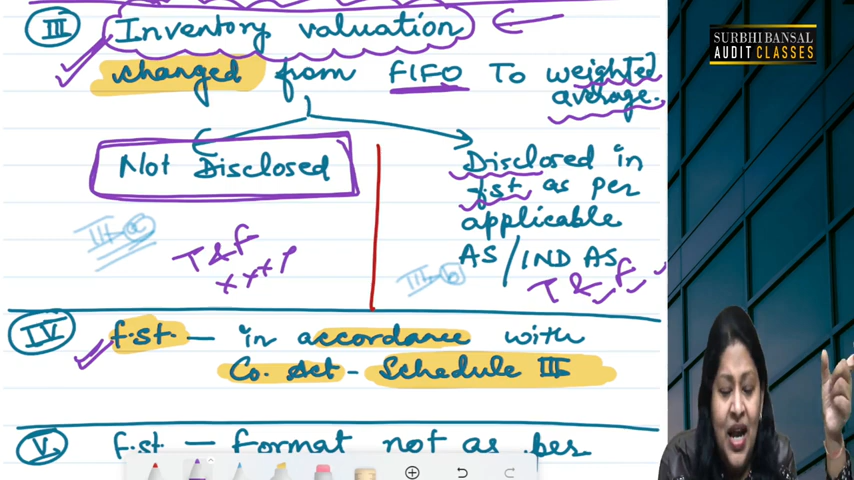 SURBHI BANSAL
AUDIT CLASSES
III Inventory valuation
changed from FIFO To weighted
average.
Not Disclosed
Disclosed in
f.st. as per
applicable
AS/IND AS
III-a
T & F
III-b
T & F
IV f.st. — in accordance with
Co. Act - Schedule III
V. f.st. — format not as per